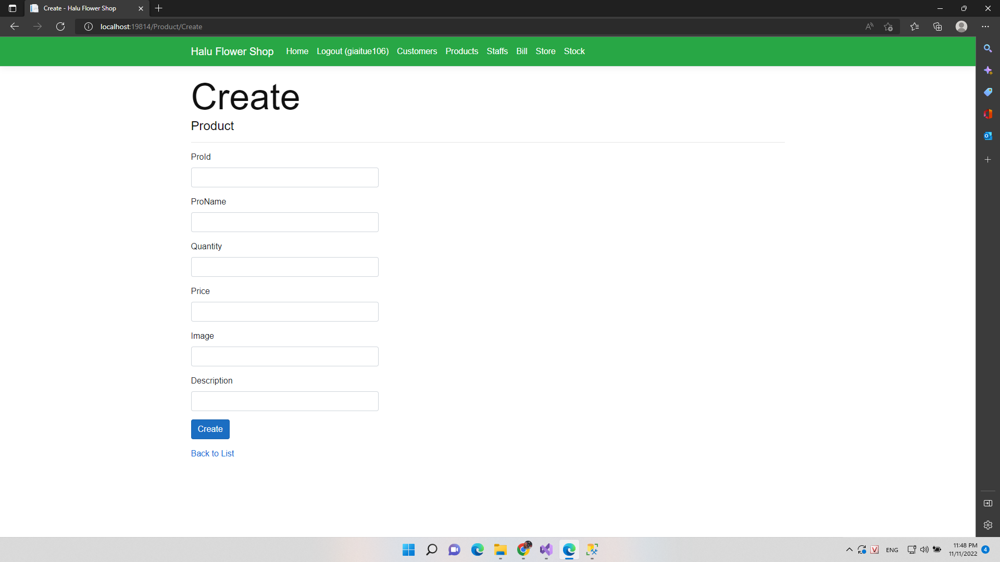 Create - Halu Flower Shop
localhost:19814/Product/Create
Halu Flower Shop Home Logout (giaitue106) Customers Products Staffs Bill Store Stock
Create
Product
ProId
ProName
Quantity
Price
Image
Description
Create
Back to List
ENG
11:48 PM
11/11/2022
4